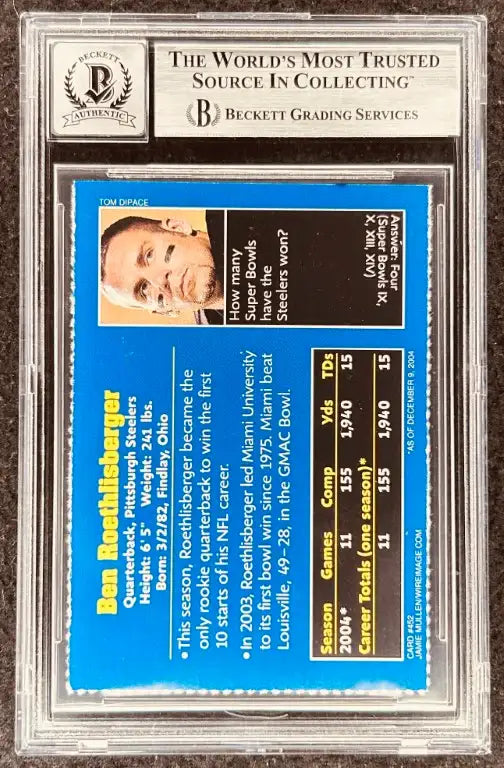 BECKETT
AUTHENTIC
THE WORLD'S MOST TRUSTED
SOURCE IN COLLECTING™
B BECKETT GRADING SERVICES
Ben Roethlisberger
Quarterback, Pittsburgh Steelers
Height: 6' 5" Weight: 241 lbs.
Born: 3/2/82, Findlay, Ohio
• This season, Roethlisberger became the
only rookie quarterback to win the first
10 starts of his NFL career.
• In 2003, Roethlisberger led Miami University
to its first bowl win since 1975. Miami beat
Louisville, 49–28, in the GMAC Bowl.
Season Games Comp Yds TDs
2004* 11 155 1,940 15
Career Totals (one season)*
11 155 1,940 15
CARD #452
*AS OF DECEMBER 9, 2004
JAMIE MULLEN/WIREIMAGE.COM
TOM DIPACE
How many
Super Bowls
have the
Steelers won?
Answer: Four
(Super Bowls IX,
X, XIII, XIV)